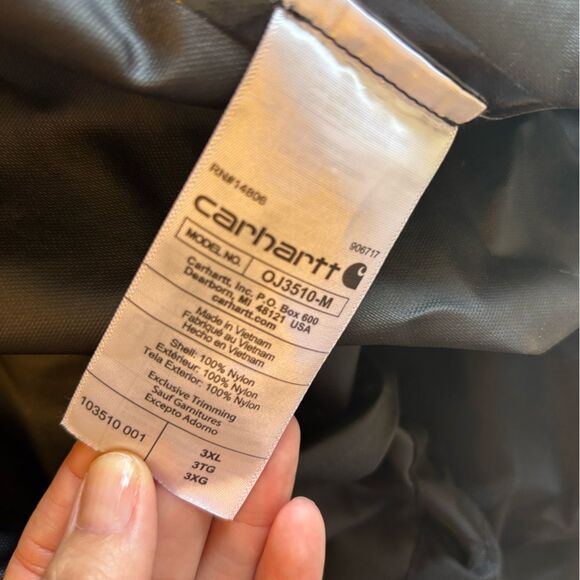 RN#14806
carhartt
906717
MODEL NO. OJ3510-M
Carhartt, Inc. P.O. Box 600
Dearborn, MI 48121 USA
carhartt.com
Made in Vietnam
Fabriqué au Vietnam
Hecho en Vietnam
Shell: 100% Nylon
Extérieur: 100% Nylon
Tela Exterior: 100% Nylon
Exclusive Trimming
Sauf Garnitures
Excepto Adorno
103510 001
3XL
3TG
3XG